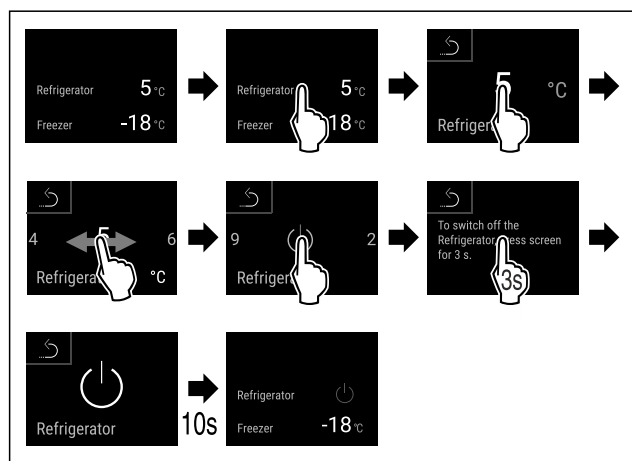 Refrigerator 5 °C
Freezer -18 °C
Refrigerator 5 °C
Freezer 18 °C
5 °C
4 5 6
°C
9 2
To switch off the
Refrigerator, screen
for 3 s.
3s
Refrigerator
10s
Refrigerator
Freezer -18 °C